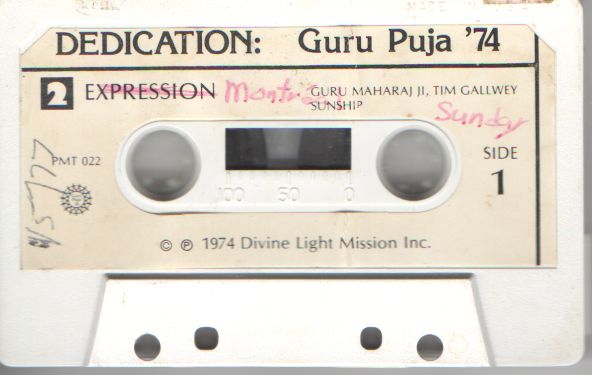 DEDICATION: Guru Puja '74
2 EXPRESSION Montreal GURU MAHARAJ JI, TIM GALLWEY
SUNSHIP
Sunday
PMT 022
SIDE
1
100 50 0
© ℗ 1974 Divine Light Mission Inc.